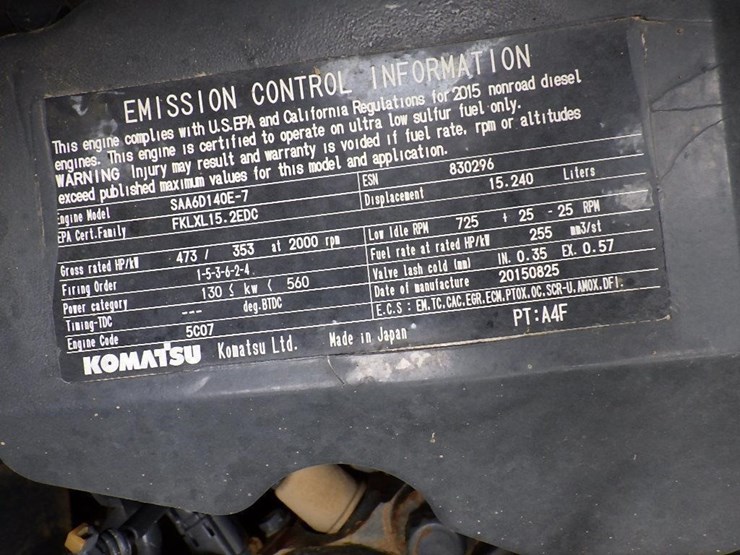 EMISSION CONTROL INFORMATION
This engine complies with U.S.EPA and California Regulations for 2015 nonroad diesel
engines. This engine is certified to operate on ultra low sulfur fuel only.
WARNING Injury may result and warranty is voided if fuel rate, rpm or altitudes
exceed published maximum values for this model and application.
Engine Model SAA6D140E-7 ESN 830296
EPA Cert.Family FKLXL15.2EDC Displacement 15.240 Liters
Gross rated HP/kW 473 / 353 at 2000 rpm Low Idle RPM 725 + 25 - 25 RPM
Firing Order 1-5-3-6-2-4 Fuel rate at rated HP/kW 255 mm3/st
Power category 130 ≤ kw < 560 Valve lash cold (mm) IN. 0.35 EX. 0.57
Timing-TDC --- deg.BTDC Date of manufacture 20150825
Engine Code 5C07 E.C.S : EM.TC.CAC.EGR.ECM.PTOX.OC.SCR-U.AMOX.DFI.
KOMATSU Komatsu Ltd. Made in Japan PT:A4F